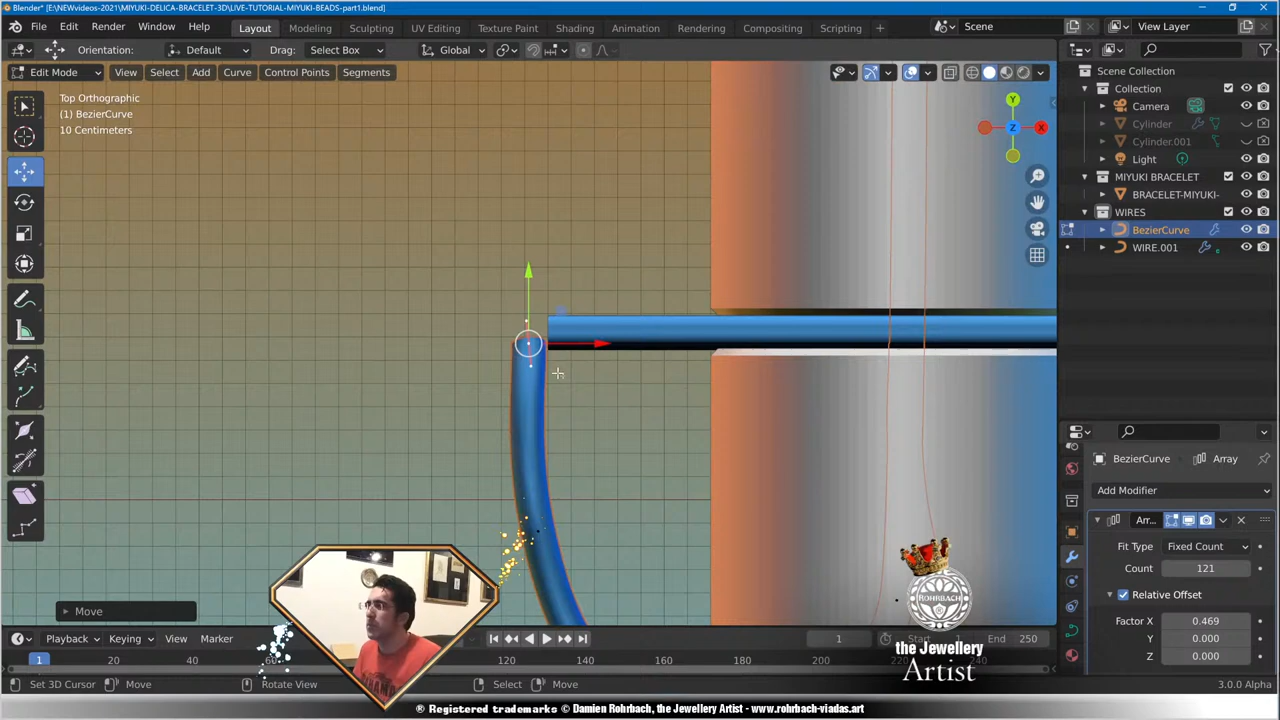 Blender* [E:\NEWvideos-2021\MIYUKI-DELICA-BRACELET-3D\LIVE-TUTORIAL-MIYUKI-BEADS-part1.blend]
File Edit Render Window Help Layout Modeling Sculpting UV Editing Texture Paint Shading Animation Rendering Compositing Scripting + Scene View Layer
Orientation: Default Drag: Select Box Global
Edit Mode View Select Add Curve Control Points Segments
Top Orthographic
(1) BezierCurve
10 Centimeters
Y
Z X
Scene Collection
Collection
Camera
Cylinder
Cylinder.001
Light
MIYUKI BRACELET
BRACELET-MIYUKI-
WIRES
BezierCurve
WIRE.001
BezierCurve Array
Add Modifier
Arr...
Fit Type Fixed Count
Count 121
Relative Offset
Factor X 0.469
Y 0.000
Z 0.000
Move
ROHRBACH
the Jewellery
Artist
Playback Keying View Marker 1 Start 1 End 250
1 20 40 60 120 140 160 180 200 220 240
Set 3D Cursor Move Rotate View Select Move 3.0.0 Alpha
® Registered trademarks © Damien Rohrbach, the Jewellery Artist - www.rohrbach-viadas.art